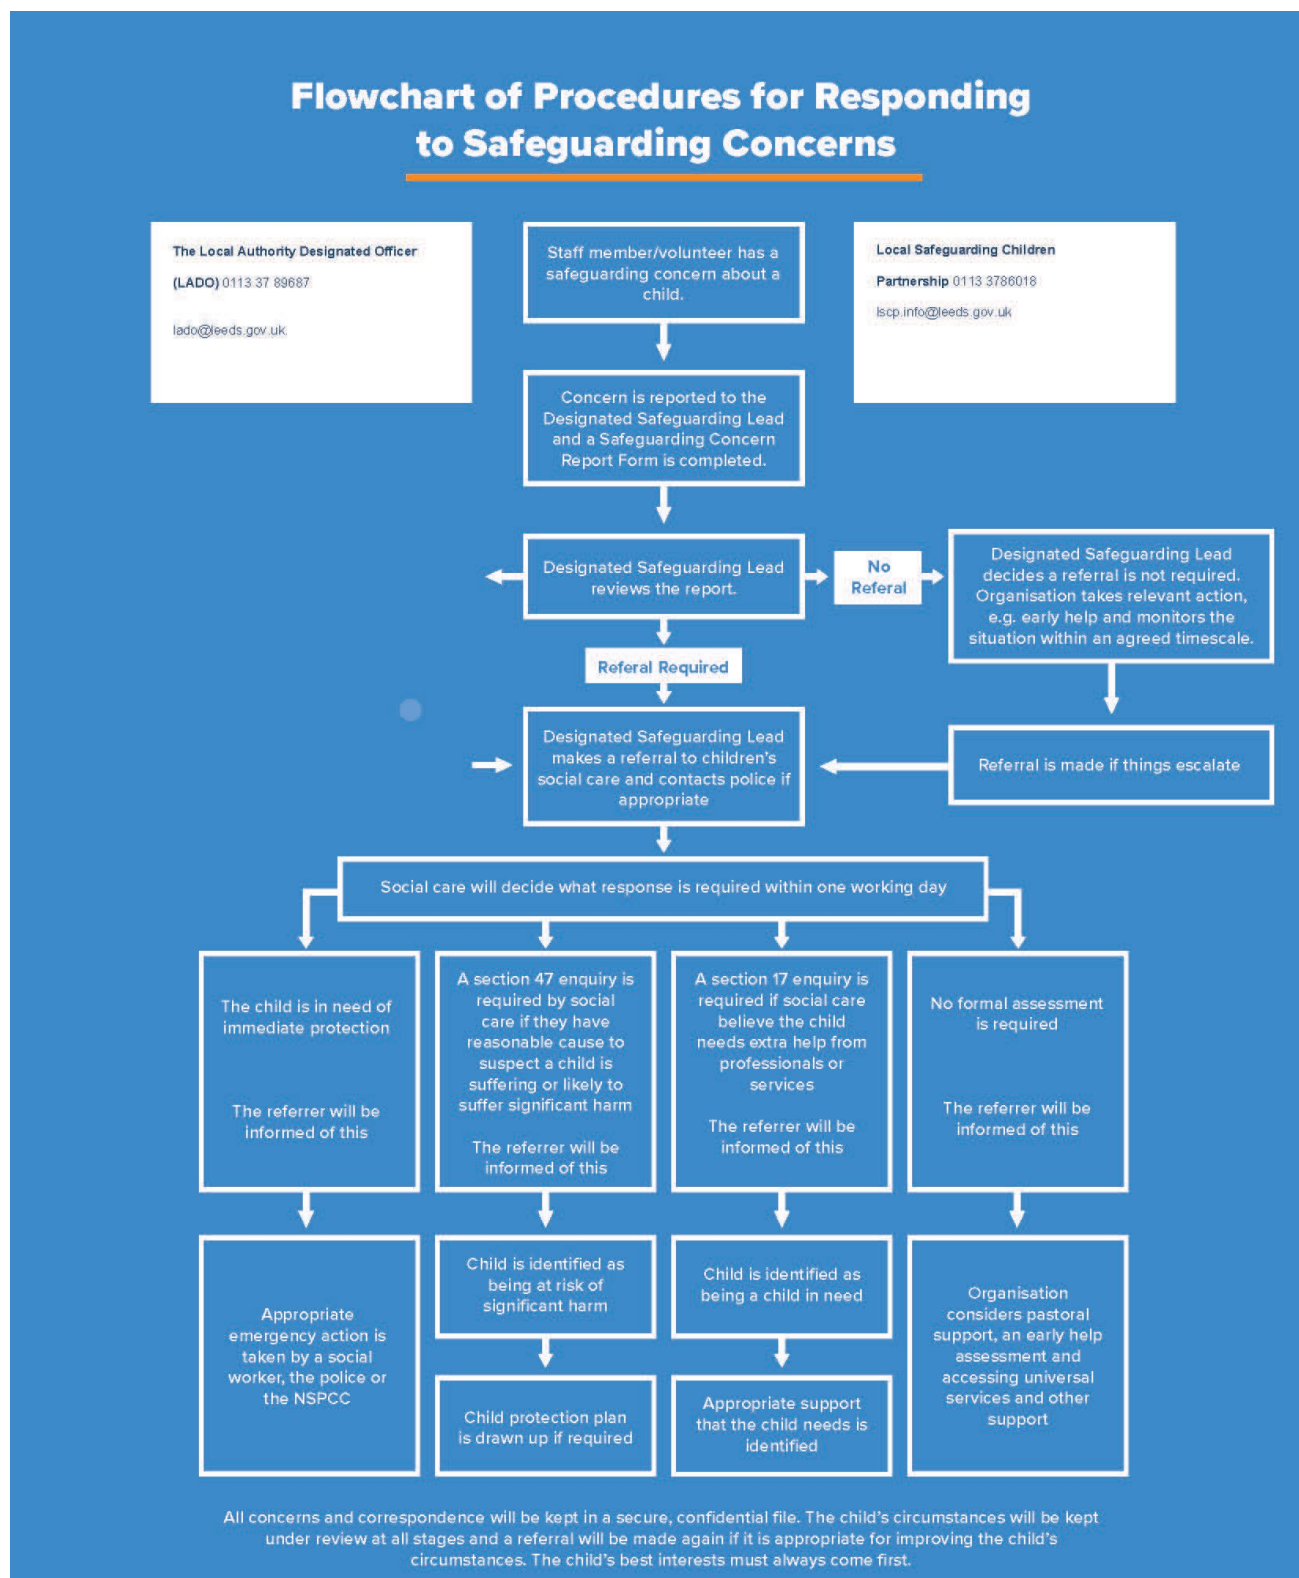 Flowchart of Procedures for Responding
to Safeguarding Concerns
The Local Authority Designated Officer
(LADO) 0113 37 89687
lado@leeds.gov.uk
Staff member/volunteer has a
safeguarding concern about a
child.
Local Safeguarding Children
Partnership 0113 3786018
lscp.info@leeds.gov.uk
Concern is reported to the
Designated Safeguarding Lead
and a Safeguarding Concern
Report Form is completed.
Designated Safeguarding Lead
reviews the report.
No
Referal
Designated Safeguarding Lead
decides a referral is not required.
Organisation takes relevant action,
e.g. early help and monitors the
situation within an agreed timescale.
Referal Required
Designated Safeguarding Lead
makes a referral to children's
social care and contacts police if
appropriate
Referral is made if things escalate
Social care will decide what response is required within one working day
The child is in need of
immediate protection
The referrer will be
informed of this
A section 47 enquiry is
required by social
care if they have
reasonable cause to
suspect a child is
suffering or likely to
suffer significant harm
The referrer will be
informed of this
A section 17 enquiry is
required if social care
believe the child
needs extra help from
professionals or
services
The referrer will be
informed of this
No formal assessment
is required
The referrer will be
informed of this
Appropriate
emergency action is
taken by a social
worker, the police or
the NSPCC
Child is identified as
being at risk of
significant harm
Child protection plan
is drawn up if required
Child is identified as
being a child in need
Appropriate support
that the child needs is
identified
Organisation
considers pastoral
support, an early help
assessment and
accessing universal
services and other
support
All concerns and correspondence will be kept in a secure, confidential file. The child's circumstances will be kept
under review at all stages and a referral will be made again if it is appropriate for improving the child's
circumstances. The child's best interests must always come first.